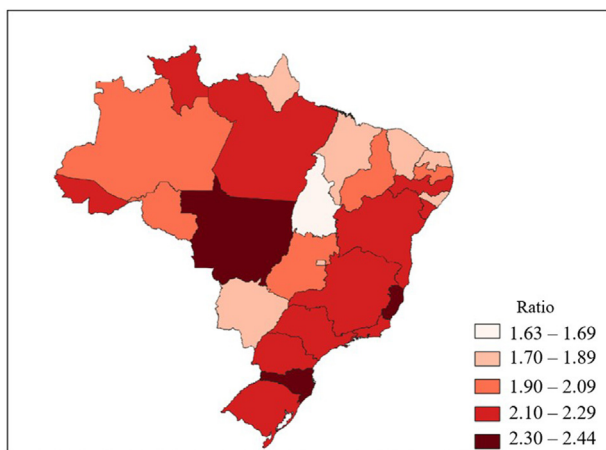 Ratio
1.63 – 1.69
1.70 – 1.89
1.90 – 2.09
2.10 – 2.29
2.30 – 2.44